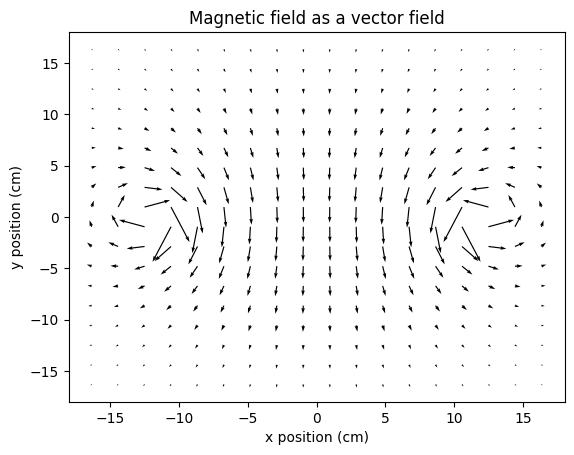 Magnetic field as a vector field
15
10
5
0
−5
−10
−15
y position (cm)
−15 −10 −5 0 5 10 15
x position (cm)